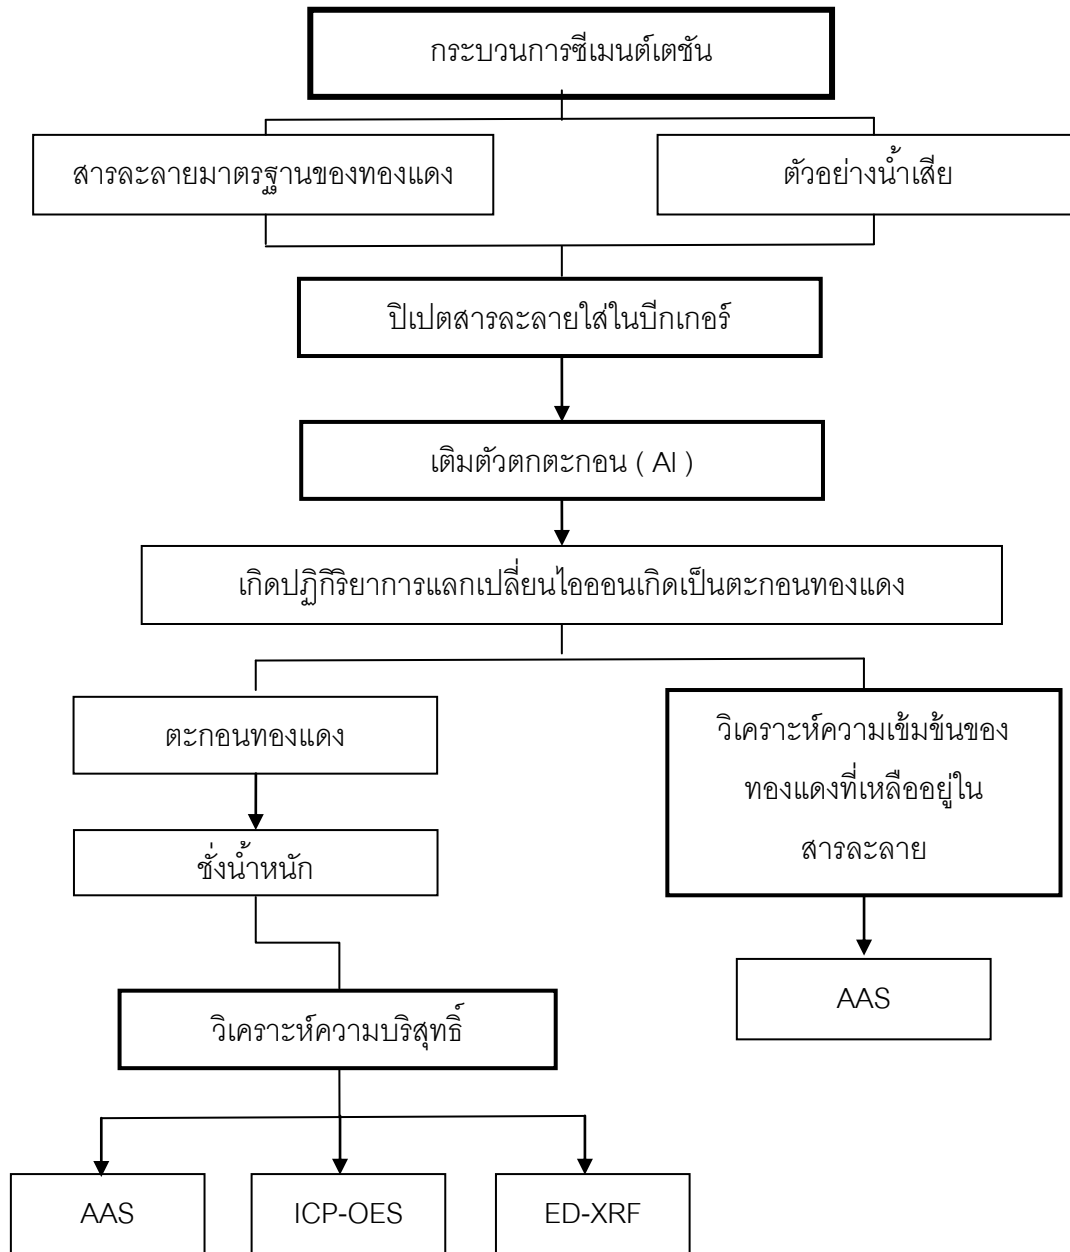 กระบวนการซีเมนต์เตชัน
สารละลายมาตรฐานของทองแดง
ตัวอย่างน้ำเสีย
ปิเปตสารละลายใส่ในบีกเกอร์
เติมตัวตกตะกอน ( Al )
เกิดปฏิกิริยาการแลกเปลี่ยนไอออนเกิดเป็นตะกอนทองแดง
ตะกอนทองแดง
ชั่งน้ำหนัก
วิเคราะห์ความเข้มข้นของ
ทองแดงที่เหลืออยู่ใน
สารละลาย
AAS
วิเคราะห์ความบริสุทธิ์
AAS
ICP-OES
ED-XRF